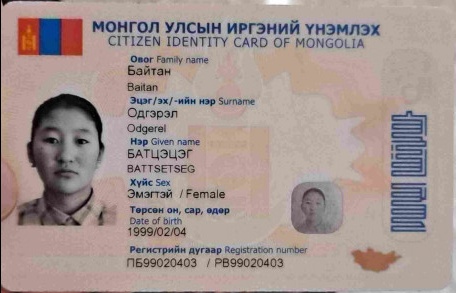 МОНГОЛ УЛСЫН ИРГЭНИЙ ҮНЭМЛЭХ
CITIZEN IDENTITY CARD OF MONGOLIA
Овог Family name
Байтан
Baitan
Эцэг/эх/-ийн нэр Surname
Одгэрэл
Odgerel
Нэр Given name
БАТЦЭЦЭГ
BATTSETSEG
Хүйс Sex
Эмэгтэй / Female
Төрсөн он, сар, өдөр
Date of birth
1999/02/04
Регистрийн дугаар Registration number
ПБ99020403 / PB99020403